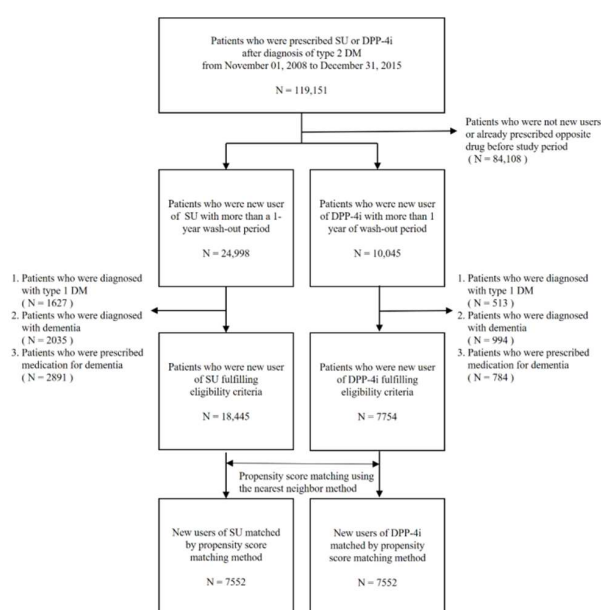 Patients who were prescribed SU or DPP-4i
after diagnosis of type 2 DM
from November 01, 2008 to December 31, 2015
N = 119,151
Patients who were not new users
or already prescribed opposite
drug before study period
( N = 84,108 )
Patients who were new user
of SU with more than a 1-
year wash-out period
N = 24,998
Patients who were new user
of DPP-4i with more than 1
year of wash-out period
N = 10,045
1. Patients who were diagnosed
with type 1 DM
( N = 1627 )
2. Patients who were diagnosed
with dementia
( N = 2035 )
3. Patients who were prescribed
medication for dementia
( N = 2891 )
1. Patients who were diagnosed
with type 1 DM
( N = 513 )
2. Patients who were diagnosed
with dementia
( N = 994 )
3. Patients who were prescribed
medication for dementia
( N = 784 )
Patients who were new user
of SU fulfilling
eligibility criteria
N = 18,445
Patients who were new user
of DPP-4i fulfilling
eligibility criteria
N = 7754
Propensity score matching using
the nearest neighbor method
New users of SU matched
by propensity score
matching method
N = 7552
New users of DPP-4i
matched by propensity
score matching method
N = 7552